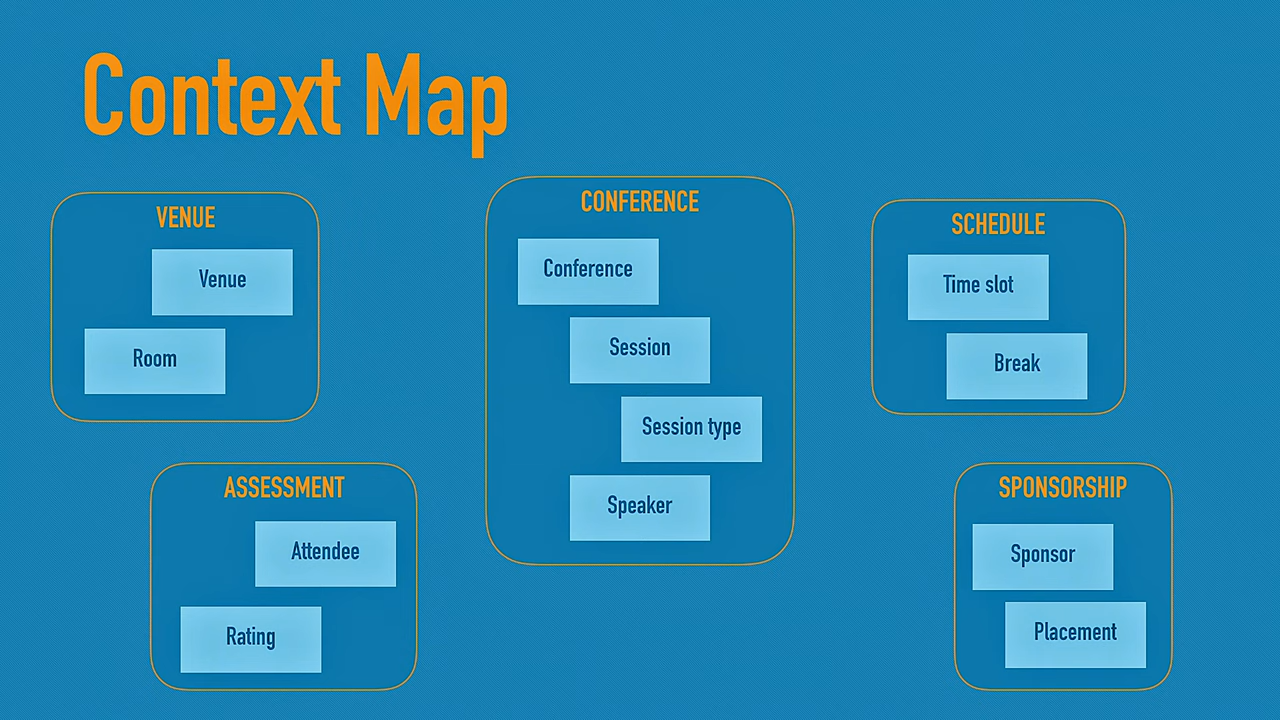 Context Map
VENUE
Venue
Room
CONFERENCE
Conference
Session
Session type
Speaker
SCHEDULE
Time slot
Break
ASSESSMENT
Attendee
Rating
SPONSORSHIP
Sponsor
Placement